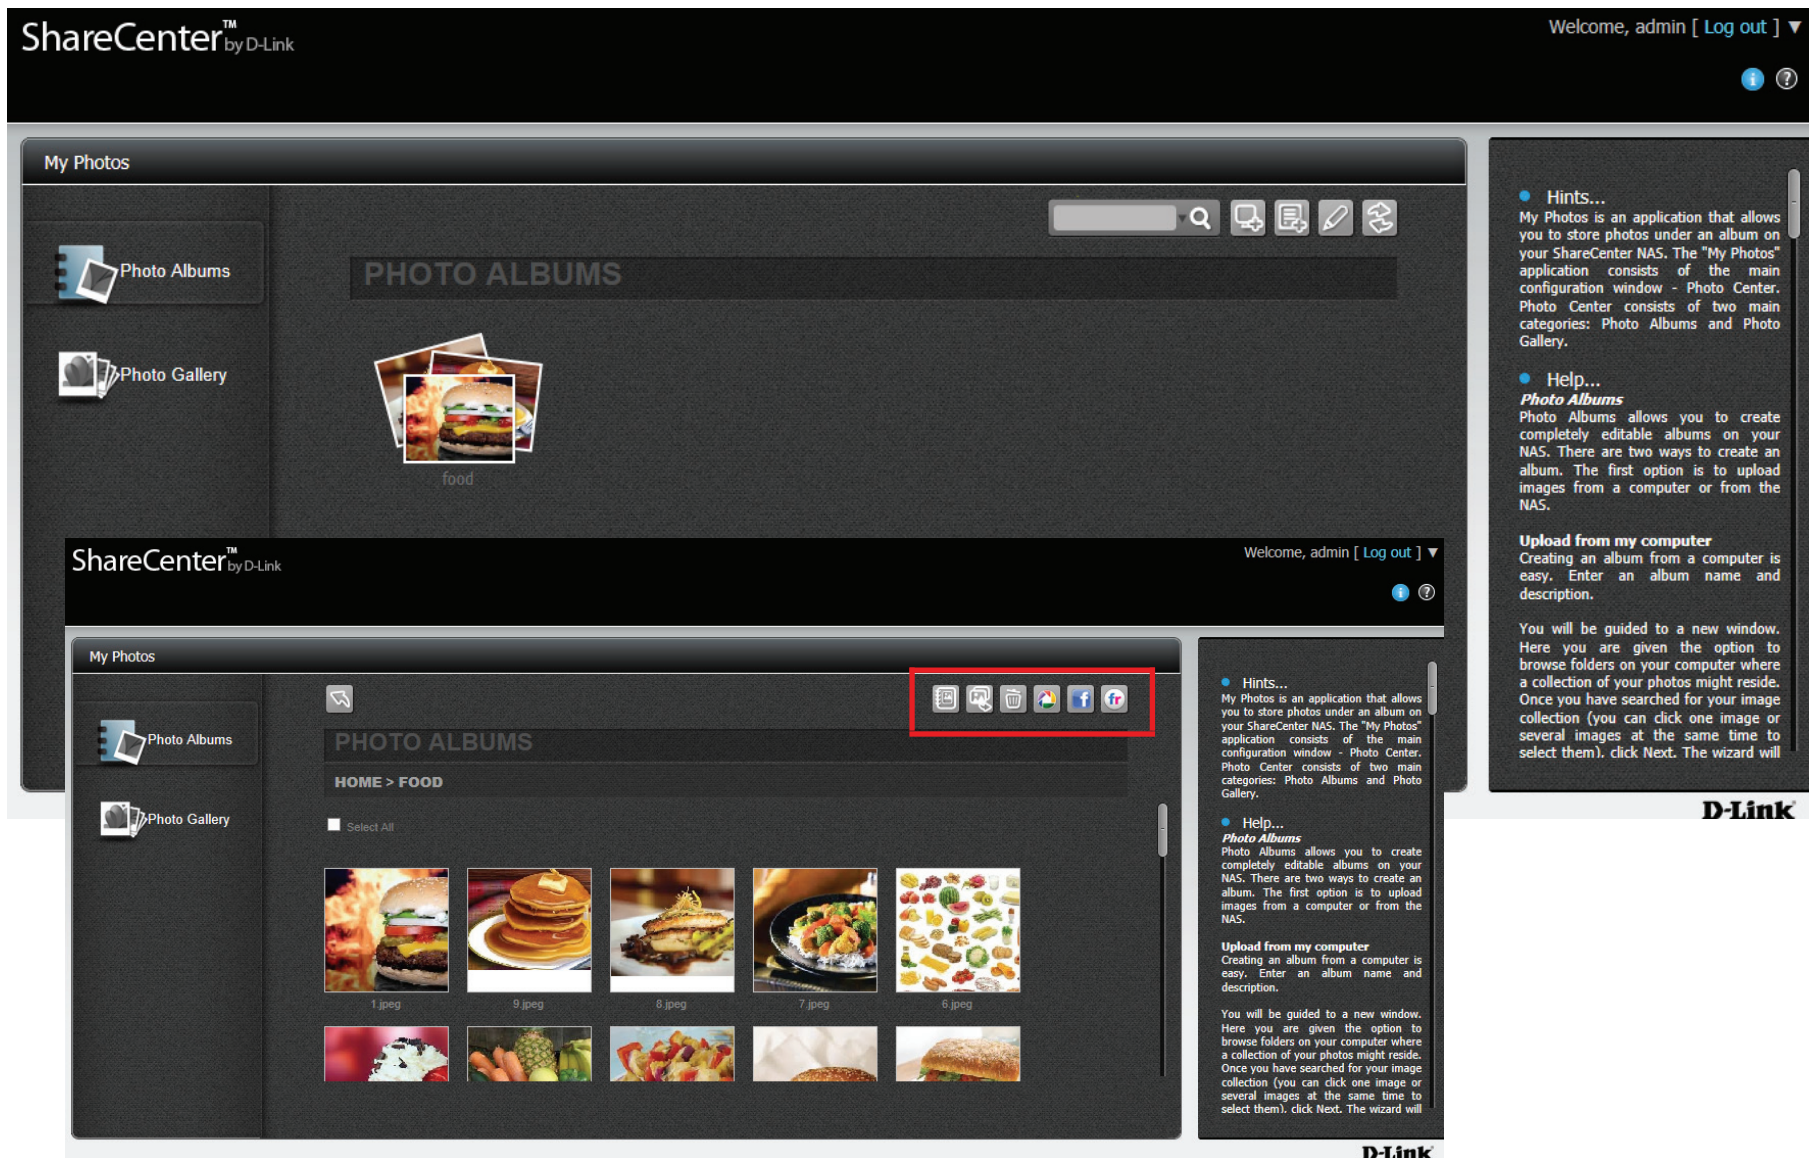 ShareCenter™ by D-Link
Welcome, admin [ Log out ] ▼
My Photos
Photo Albums
Photo Gallery
PHOTO ALBUMS
food
Hints...
My Photos is an application that allows
you to store photos under an album on
your ShareCenter NAS. The "My Photos"
application consists of the main
configuration window - Photo Center.
Photo Center consists of two main
categories: Photo Albums and Photo
Gallery.
Help...
Photo Albums
Photo Albums allows you to create
completely editable albums on your
NAS. There are two ways to create an
album. The first option is to upload
images from a computer or from the
NAS.
Upload from my computer
Creating an album from a computer is
easy. Enter an album name and
description.
You will be guided to a new window.
Here you are given the option to
browse folders on your computer where
a collection of your photos might reside.
Once you have searched for your image
collection (you can click one image or
several images at the same time to
select them). click Next. The wizard will
D-Link
ShareCenter™ by D-Link
Welcome, admin [ Log out ] ▼
My Photos
Photo Albums
Photo Gallery
f
fr
PHOTO ALBUMS
HOME > FOOD
Select All
1.jpeg
9.jpeg
8.jpeg
7.jpeg
6.jpeg
Hints...
My Photos is an application that allows
you to store photos under an album on
your ShareCenter NAS. The "My Photos"
application consists of the main
configuration window - Photo Center.
Photo Center consists of two main
categories: Photo Albums and Photo
Gallery.
Help...
Photo Albums
Photo Albums allows you to create
completely editable albums on your
NAS. There are two ways to create an
album. The first option is to upload
images from a computer or from the
NAS.
Upload from my computer
Creating an album from a computer is
easy. Enter an album name and
description.
You will be guided to a new window.
Here you are given the option to
browse folders on your computer where
a collection of your photos might reside.
Once you have searched for your image
collection (you can click one image or
several images at the same time to
select them). click Next. The wizard will
D-Link